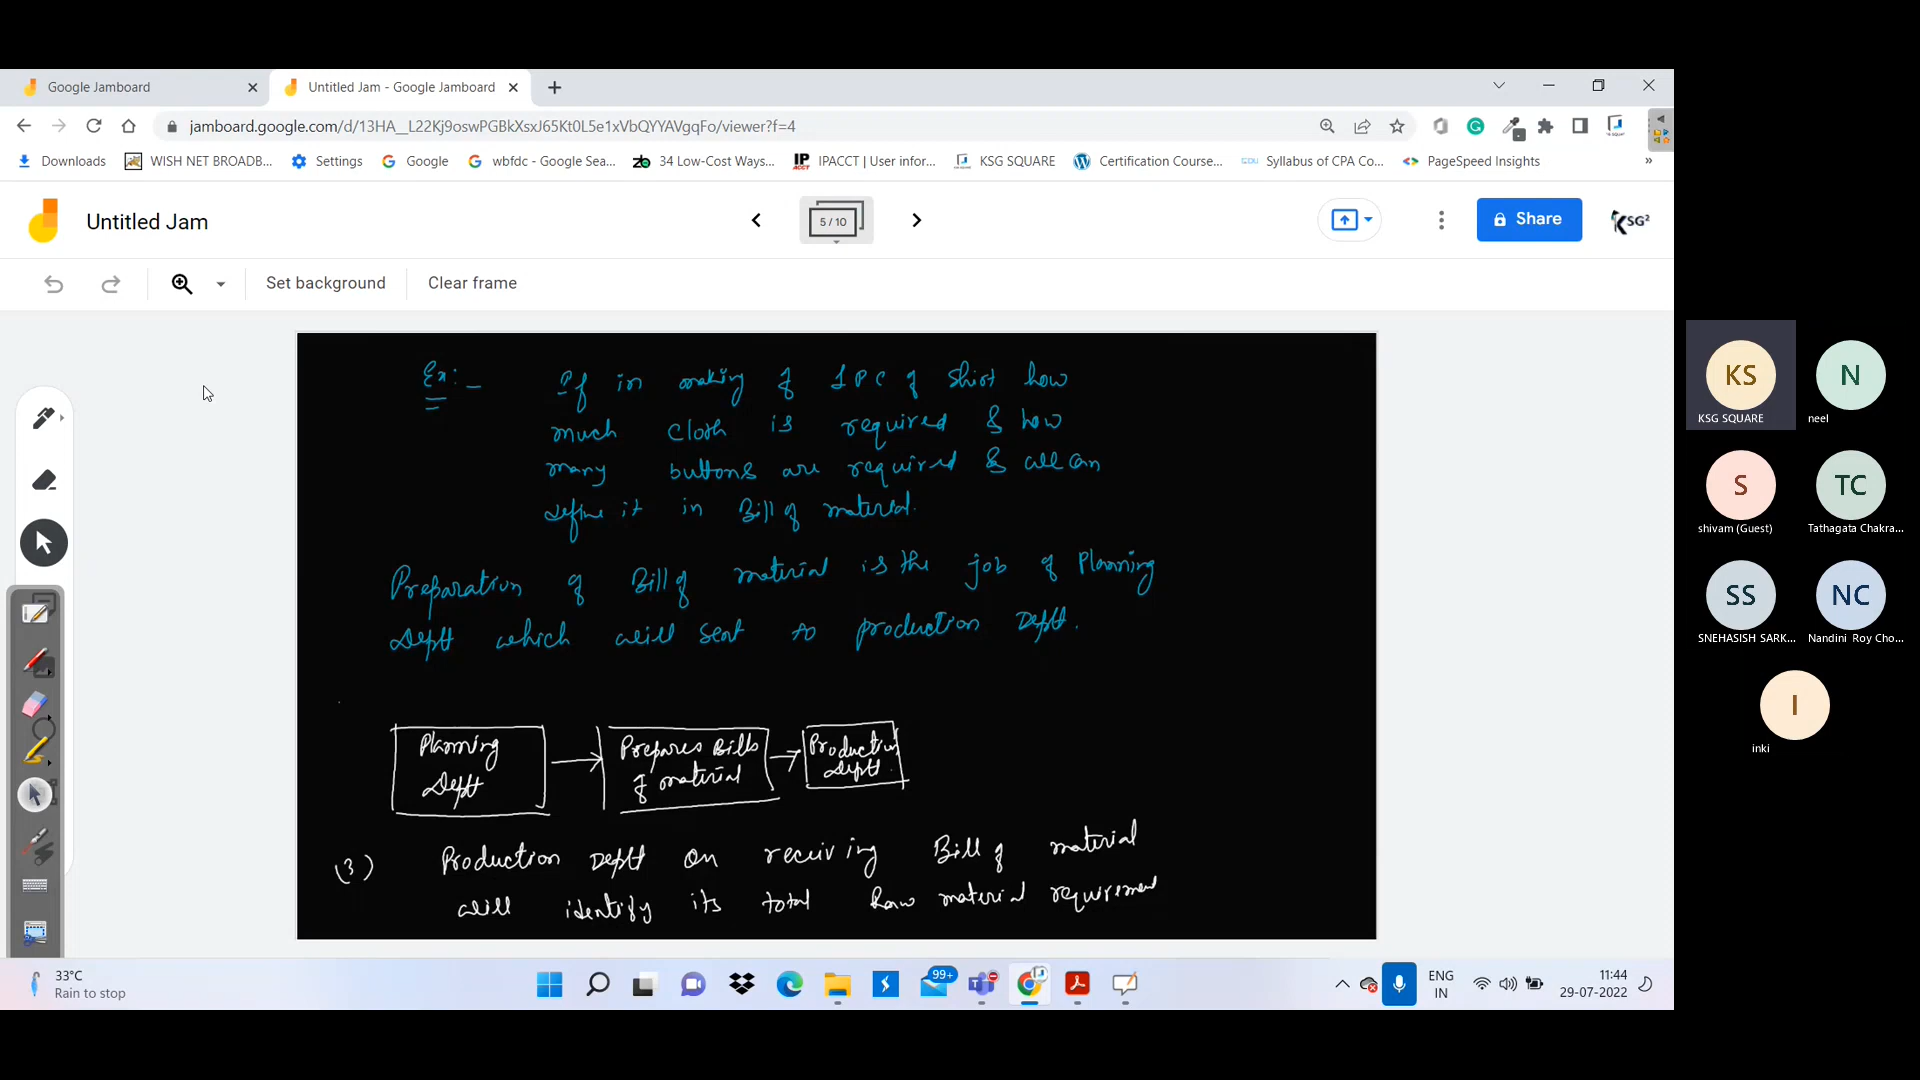 Google Jamboard
Untitled Jam - Google Jamboard
jamboard.google.com/d/13HA__L22Kj9oswPGBkXsxJ65Kt0L5e1xVbQYYAVgqFo/viewer?f=4
Downloads WISH NET BROADB... Settings Google wbfdc - Google Sea... 34 Low-Cost Ways... IPACCT | User infor... KSG SQUARE Certification Course... Syllabus of CPA Co... PageSpeed Insights »
Untitled Jam
5 / 10
Share
KSG²
Set background Clear frame
Ex:- If in making of 1 PC of shirt how
much cloth is required & how
many buttons are required & all can
define it in Bill of material.
Preparation of Bill of material is the job of Planning
Deptt which will sent to production Deptt.
Planning
Deptt
Prepares Bills
of material
Production
Deptt
(3) Production Deptt on receiving Bill of material
will identify its total Raw material requirement
KS
KSG SQUARE
N
neel
S
shivam (Guest)
TC
Tathagata Chakra...
SS
SNEHASISH SARK...
NC
Nandini Roy Cho...
I
inki
33°C
Rain to stop
99+
ENG
IN
11:44
29-07-2022